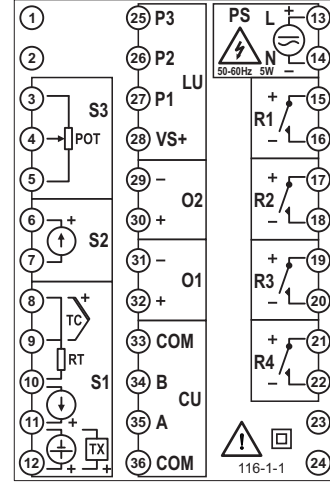 1 25 P3 PS L + 13
2 26 P2 N − 14
50-60Hz 5W
3 27 P1 LU + 15
S3 R1
4 POT 28 VS+ − 16
5 29 − + 17
O2 R2
6 + 30 + − 18
S2
7 31 − + 19
O1 R3
8 + 32 + − 20
TC
9 33 COM + 21
RT R4
10 S1 34 B − 22
CU
11 − − 35 A 23
TX
12 + + 36 COM 116-1-1 24